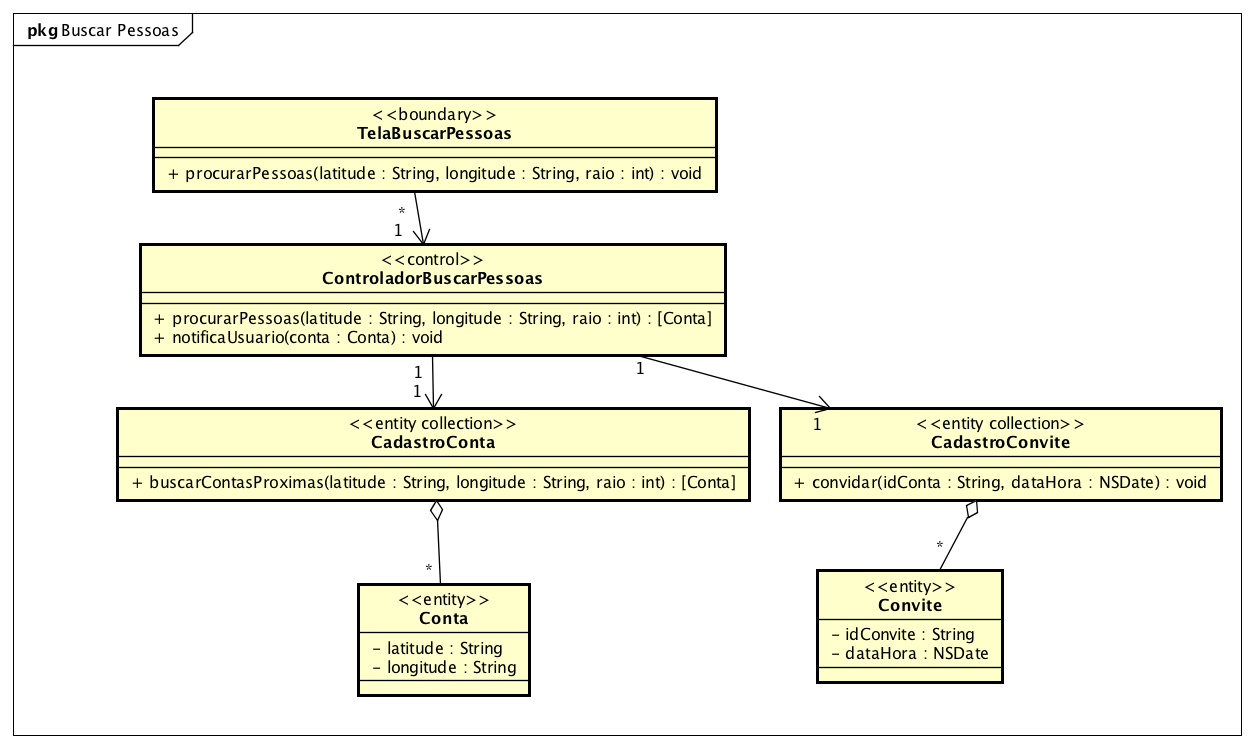 pkg Buscar Pessoas
<<boundary>>
TelaBuscarPessoas
+ procurarPessoas(latitude : String, longitude : String, raio : int) : void
*
1
<<control>>
ControladorBuscarPessoas
+ procurarPessoas(latitude : String, longitude : String, raio : int) : [Conta]
+ notificaUsuario(conta : Conta) : void
1
1
1
1
<<entity collection>>
CadastroConta
+ buscarContasProximas(latitude : String, longitude : String, raio : int) : [Conta]
<<entity collection>>
CadastroConvite
+ convidar(idConta : String, dataHora : NSDate) : void
*
*
<<entity>>
Conta
- latitude : String
- longitude : String
<<entity>>
Convite
- idConvite : String
- dataHora : NSDate